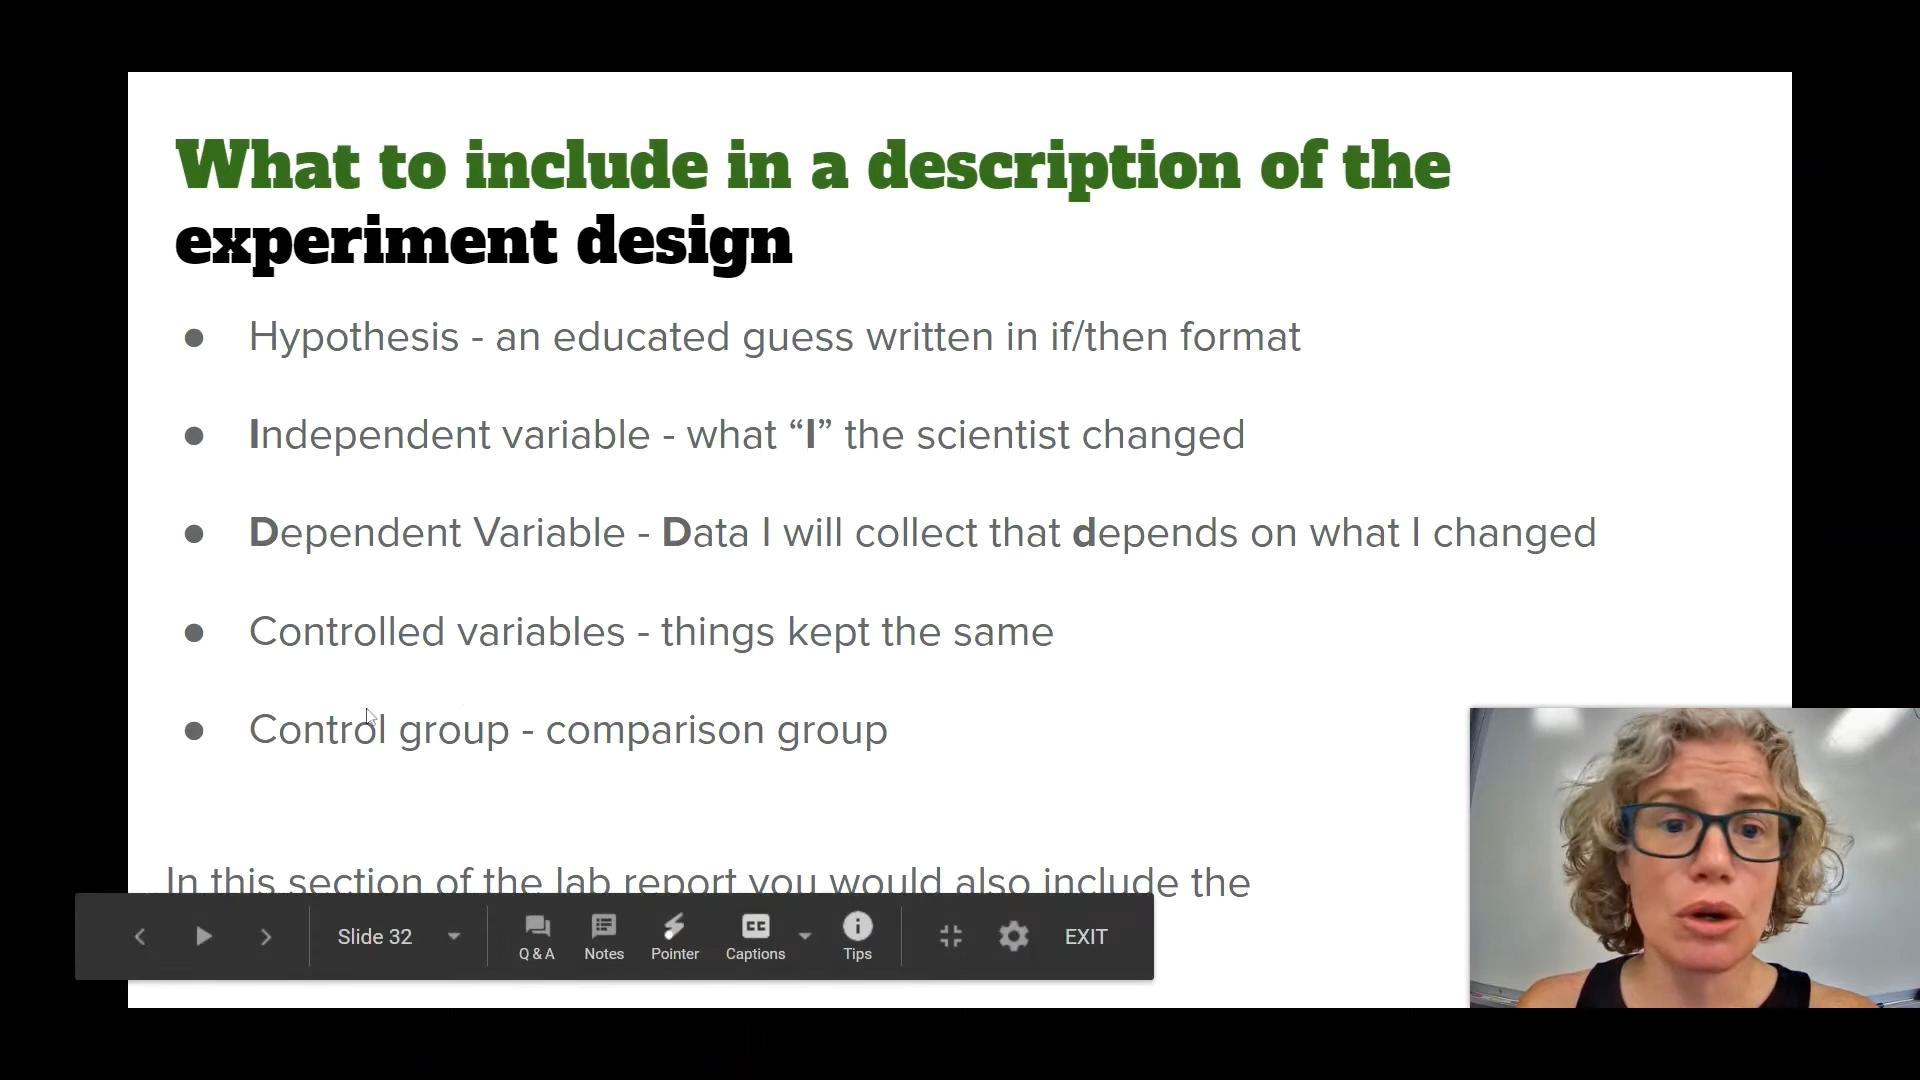 What to include in a description of the
experiment design
● Hypothesis - an educated guess written in if/then format
● Independent variable - what “I” the scientist changed
● Dependent Variable - Data I will collect that depends on what I changed
● Controlled variables - things kept the same
● Control group - comparison group
In this section of the lab report you would also include the
Slide 32
Q & A
Notes
Pointer
CC
Captions
Tips
EXIT